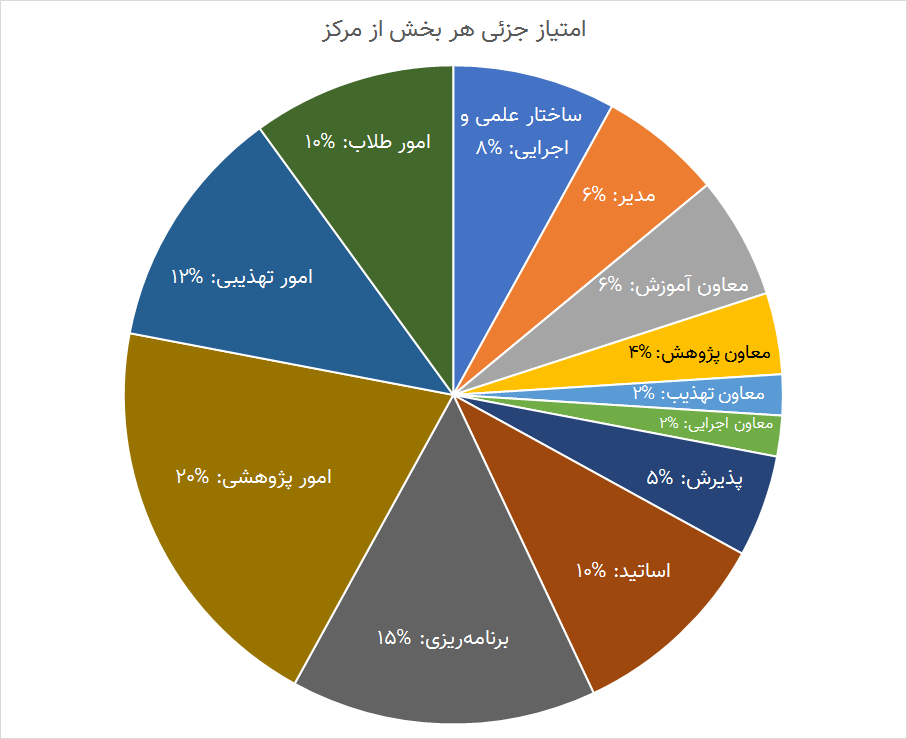 امتیاز جزئی هر بخش از مرکز
ساختار علمی و
اجرایی: ۸%
مدیر: ۶%
معاون آموزش: ۶%
معاون پژوهش: ۴%
معاون تهذیب: ۲%
معاون اجرایی: ۲%
پذیرش: ۵%
اساتید: ۱۰%
برنامه‌ریزی: ۱۵%
امور پژوهشی: ۲۰%
امور تهذیبی: ۱۲%
امور طلاب: ۱۰%